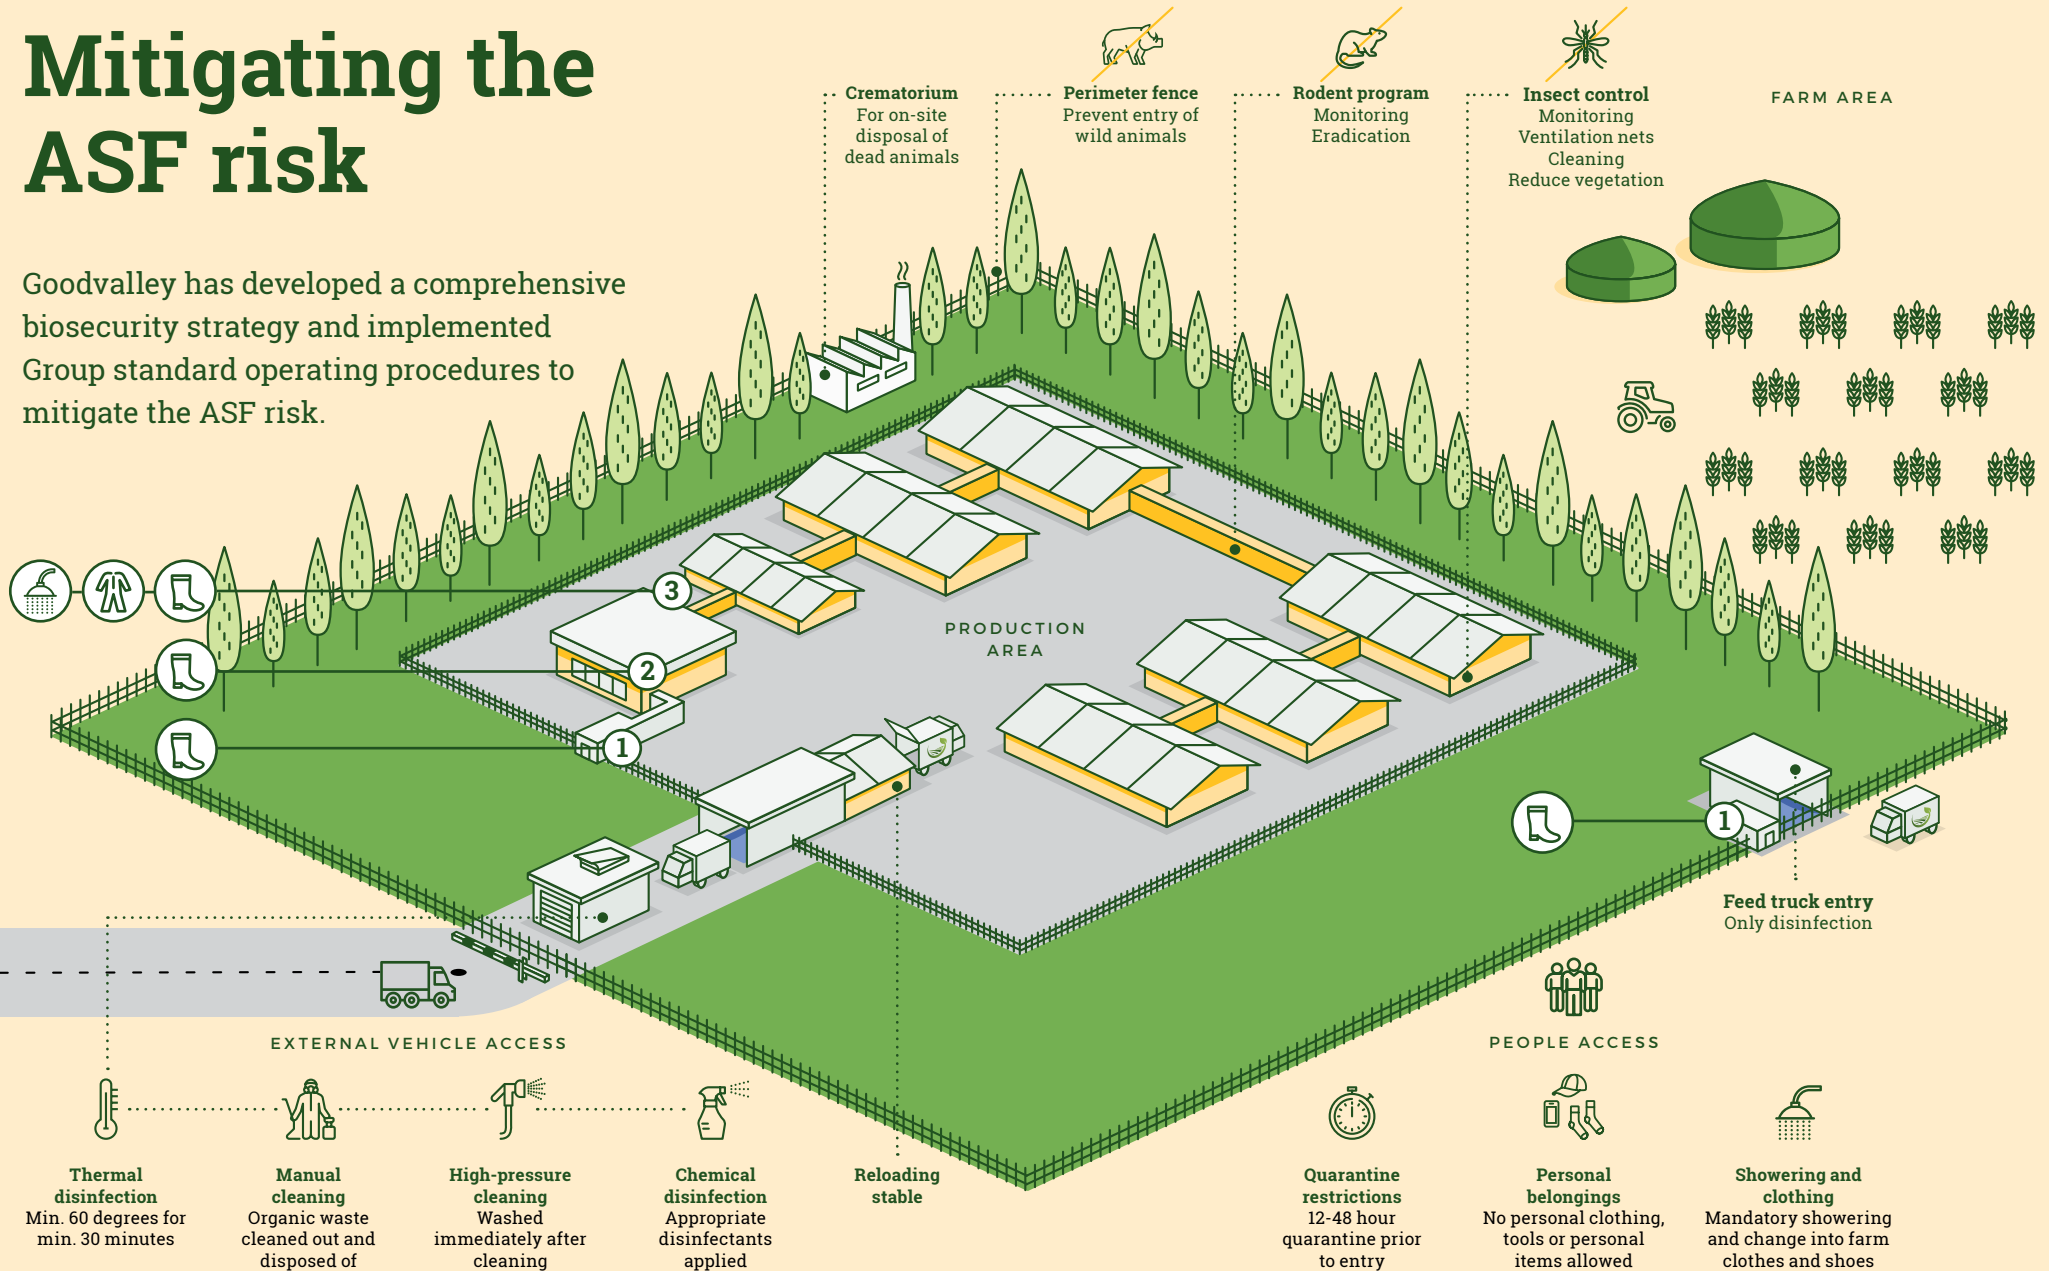 Mitigating the
ASF risk
Goodvalley has developed a comprehensive
biosecurity strategy and implemented
Group standard operating procedures to
mitigate the ASF risk.
Crematorium
For on-site
disposal of
dead animals
Perimeter fence
Prevent entry of
wild animals
Rodent program
Monitoring
Eradication
Insect control
Monitoring
Ventilation nets
Cleaning
Reduce vegetation
FARM AREA
3
2
1
PRODUCTION
AREA
1
Feed truck entry
Only disinfection
EXTERNAL VEHICLE ACCESS
Thermal
disinfection
Min. 60 degrees for
min. 30 minutes
Manual
cleaning
Organic waste
cleaned out and
disposed of
High-pressure
cleaning
Washed
immediately after
cleaning
Chemical
disinfection
Appropriate
disinfectants
applied
Reloading
stable
PEOPLE ACCESS
Quarantine
restrictions
12-48 hour
quarantine prior
to entry
Personal
belongings
No personal clothing,
tools or personal
items allowed
Showering and
clothing
Mandatory showering
and change into farm
clothes and shoes